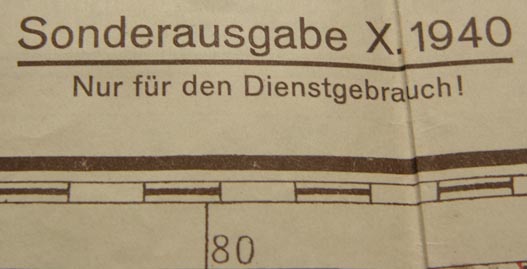 Sonderausgabe X. 1940
Nur für den Dienstgebrauch!
80